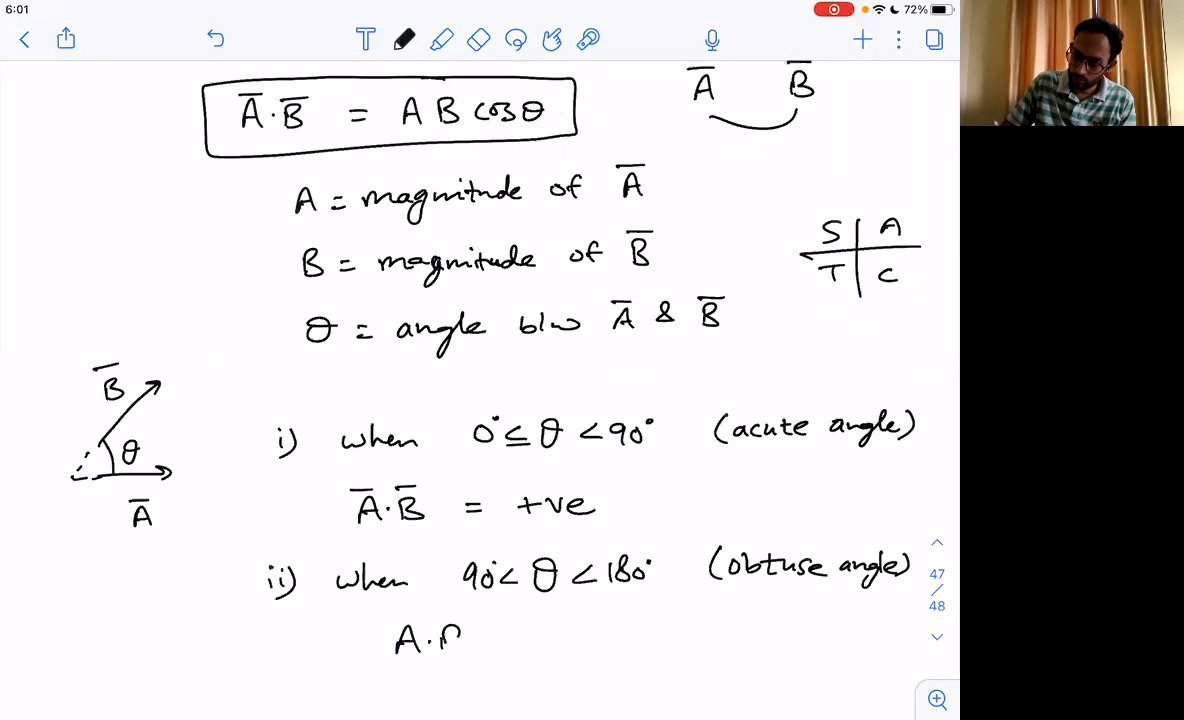 6:01
72%
T
A̅ B̅
A̅ · B̅ = A B cosθ
A = magnitude of A̅
B = magnitude of B̅
S A
T C
θ = angle b/w A̅ & B̅
B̅
θ
A̅
i) when 0° ≤ θ < 90° (acute angle)
A̅ · B̅ = +ve
ii) when 90° < θ < 180° (obtuse angle)
A ·
47
/
48